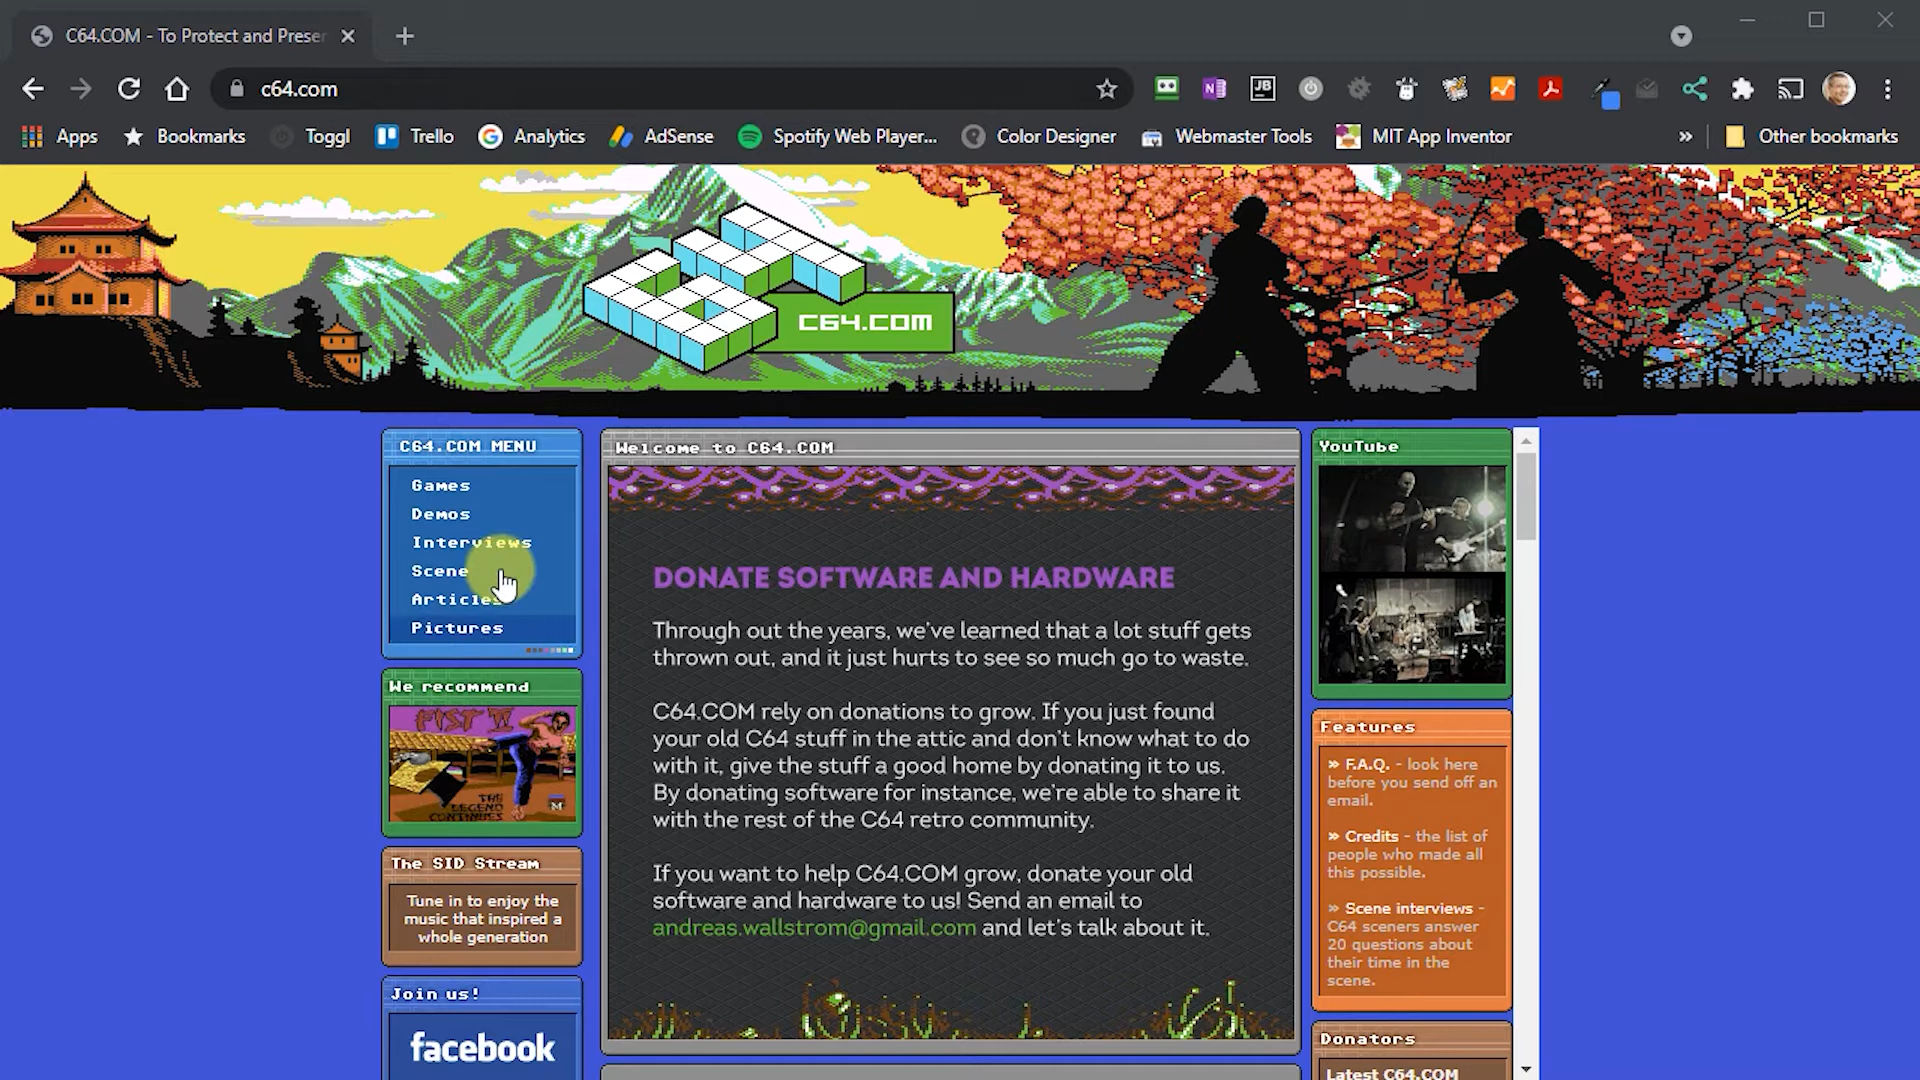 C64.COM - To Protect and Preser
c64.com
JB
Apps
Bookmarks
Toggl
Trello
Analytics
AdSense
Spotify Web Player...
Color Designer
Webmaster Tools
MIT App Inventor
»
Other bookmarks
C64.COM
C64.COM MENU
Games
Demos
Interviews
Scene
Articles
Pictures
We recommend
FIST II
THE
LEGEND
CONTINUES
M
The SID Stream
Tune in to enjoy the
music that inspired a
whole generation
Join us!
facebook
Welcome to C64.COM
DONATE SOFTWARE AND HARDWARE
Through out the years, we've learned that a lot stuff gets
thrown out, and it just hurts to see so much go to waste.
C64.COM rely on donations to grow. If you just found
your old C64 stuff in the attic and don't know what to do
with it, give the stuff a good home by donating it to us.
By donating software for instance, we're able to share it
with the rest of the C64 retro community.
If you want to help C64.COM grow, donate your old
software and hardware to us! Send an email to
andreas.wallstrom@gmail.com and let's talk about it.
YouTube
Features
» F.A.Q. - look here
before you send off an
email.
» Credits - the list of
people who made all
this possible.
» Scene interviews -
C64 sceners answer
20 questions about
their time in the
scene.
Donators
Latest C64.COM